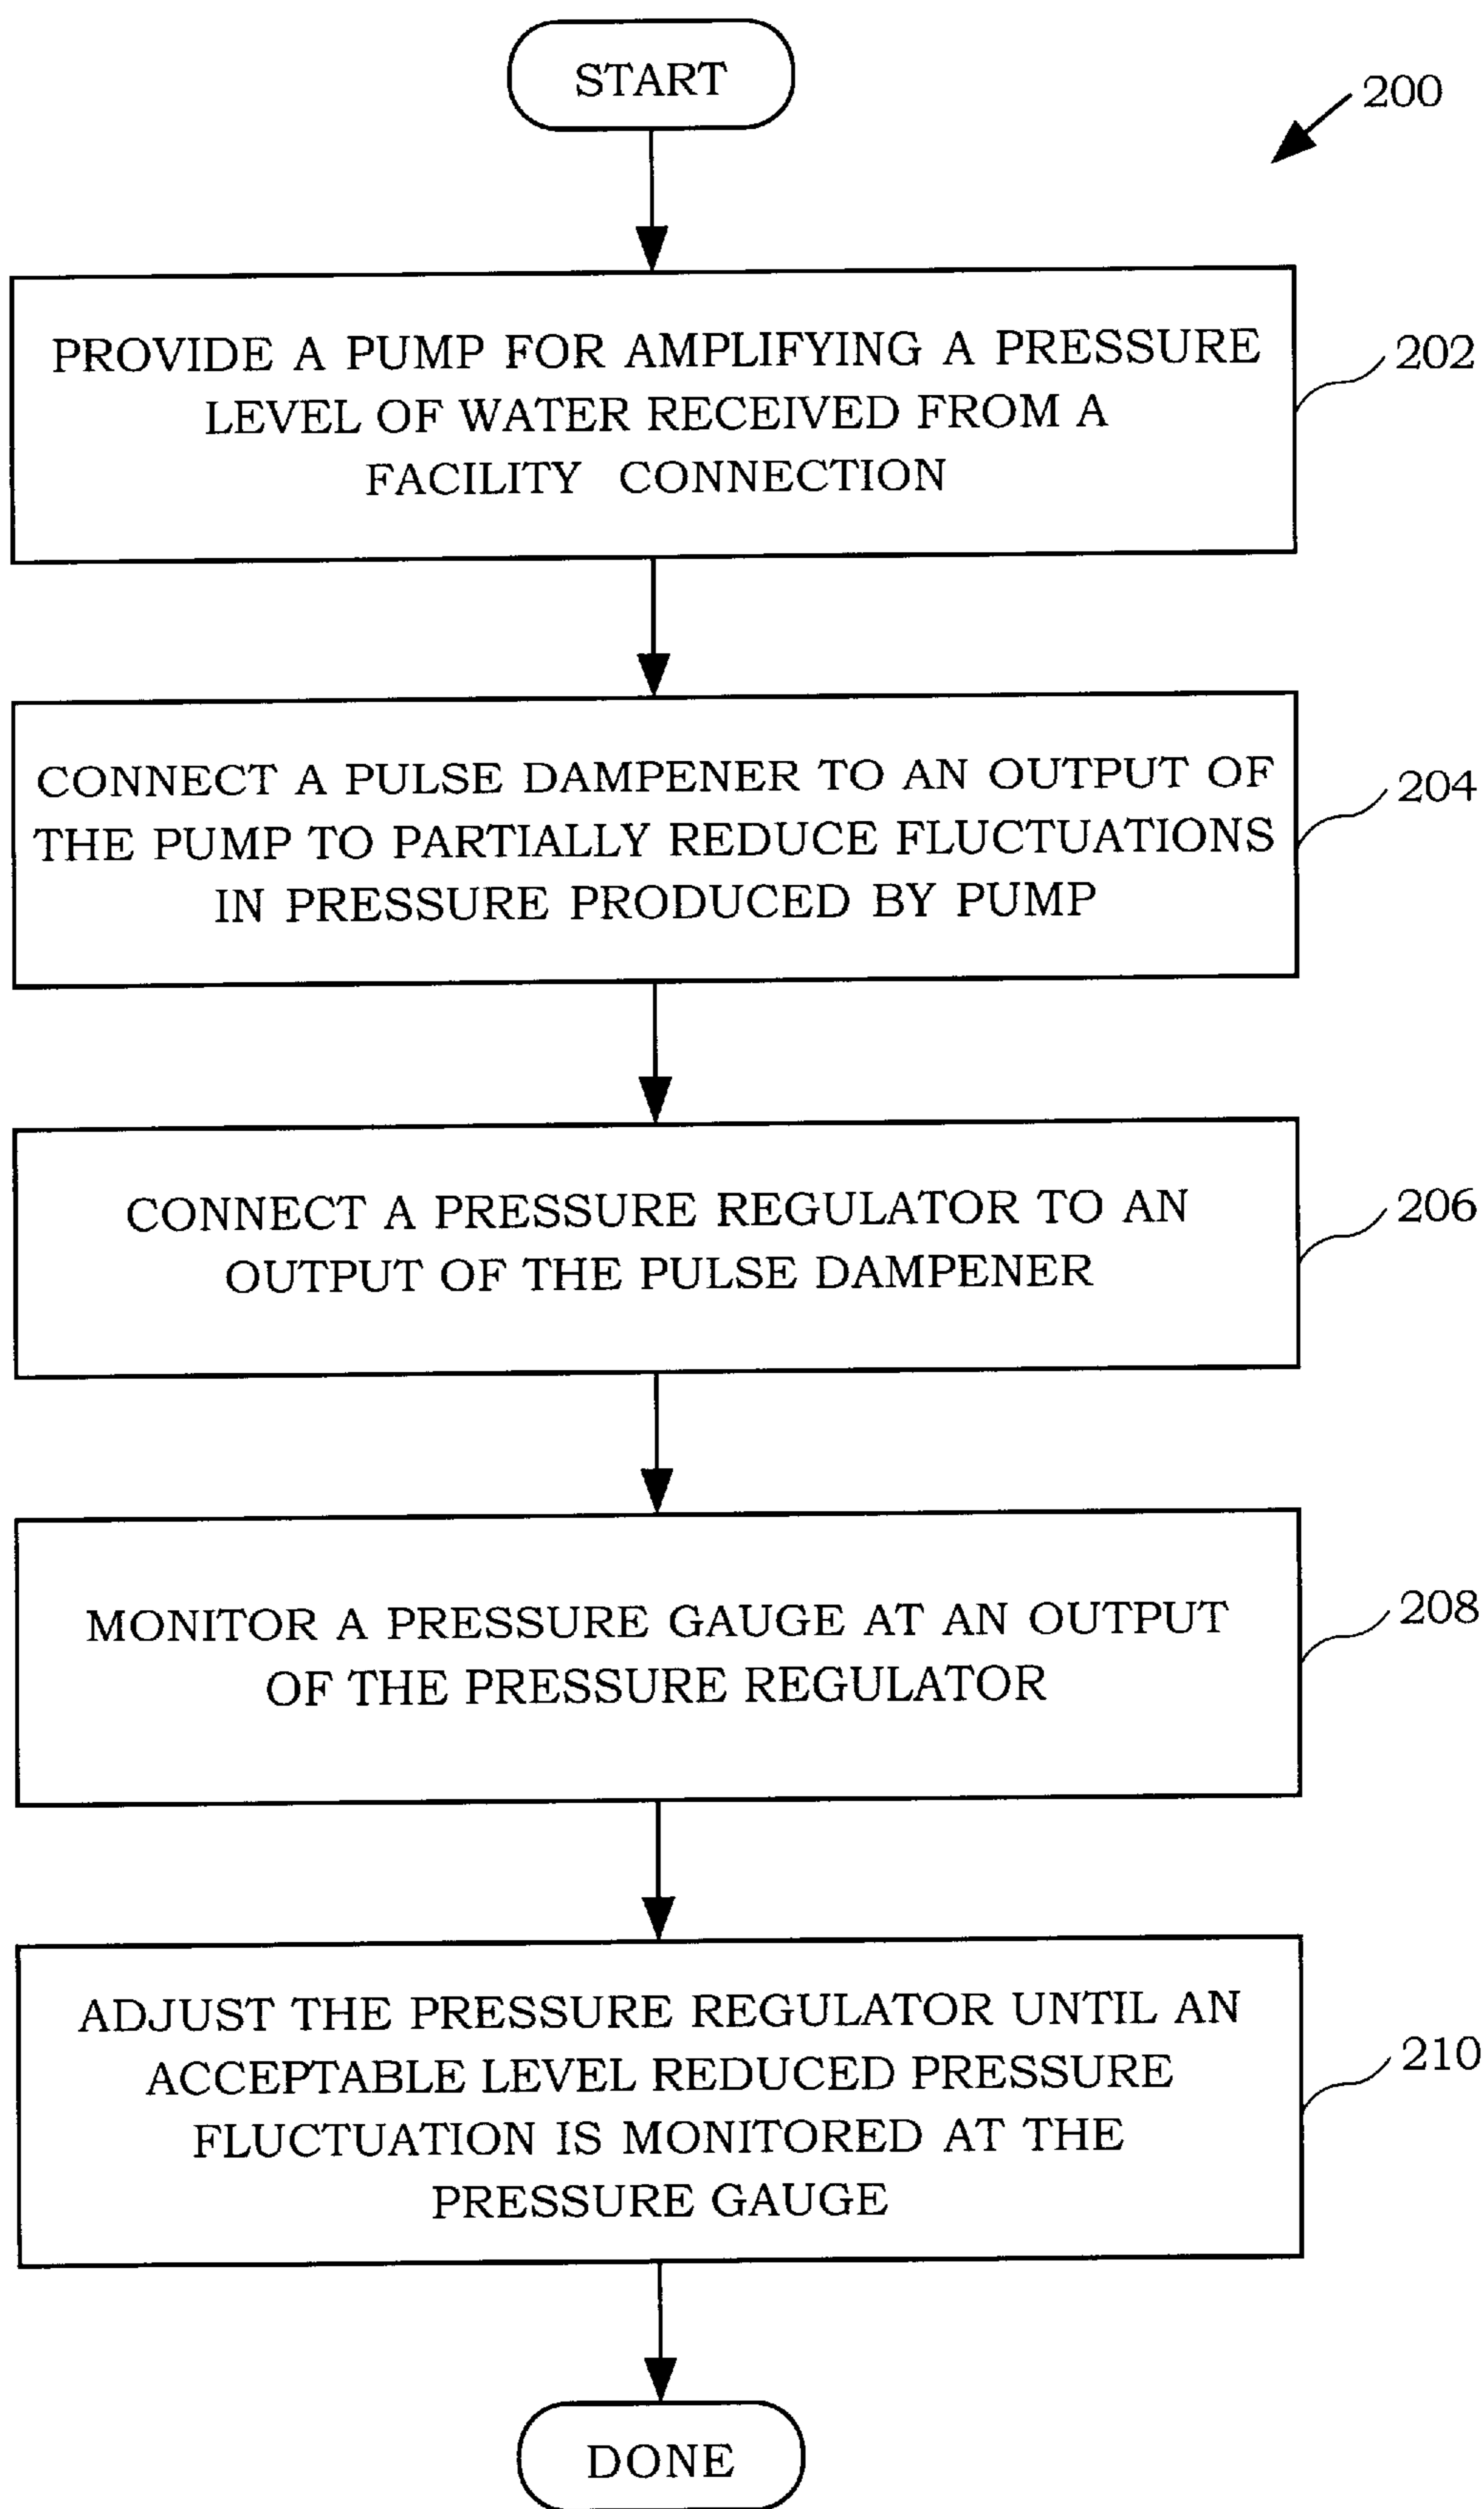 START
200
PROVIDE A PUMP FOR AMPLIFYING A PRESSURE
LEVEL OF WATER RECEIVED FROM A
FACILITY CONNECTION
202
CONNECT A PULSE DAMPENER TO AN OUTPUT OF
THE PUMP TO PARTIALLY REDUCE FLUCTUATIONS
IN PRESSURE PRODUCED BY PUMP
204
CONNECT A PRESSURE REGULATOR TO AN
OUTPUT OF THE PULSE DAMPENER
206
MONITOR A PRESSURE GAUGE AT AN OUTPUT
OF THE PRESSURE REGULATOR
208
ADJUST THE PRESSURE REGULATOR UNTIL AN
ACCEPTABLE LEVEL REDUCED PRESSURE
FLUCTUATION IS MONITORED AT THE
PRESSURE GAUGE
210
DONE